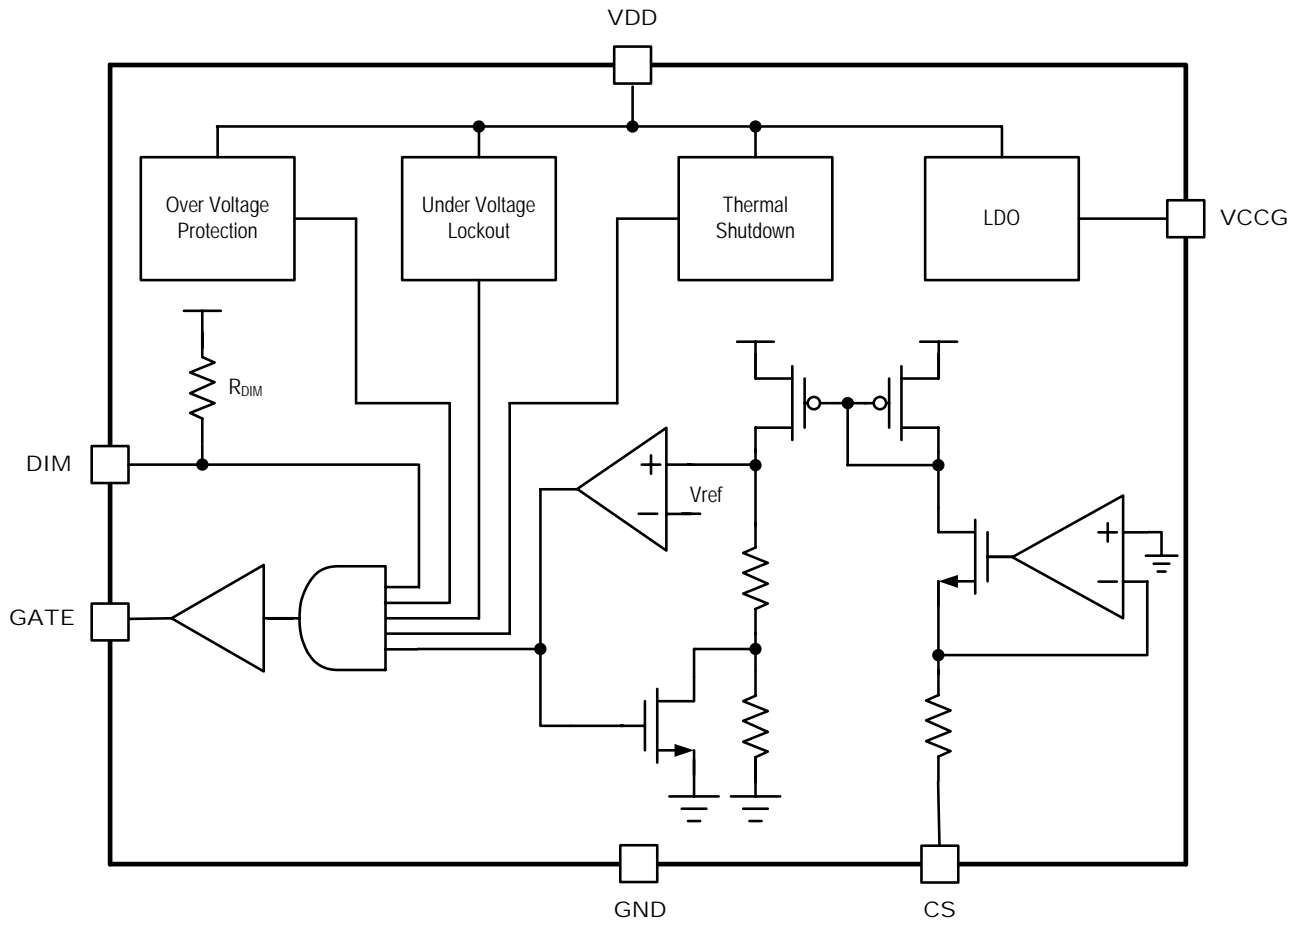 VDD
Over Voltage
Protection
Under Voltage
Lockout
Thermal
Shutdown
LDO
VCCG
RDIM
DIM
+
Vref
−
+
−
GATE
GND
CS